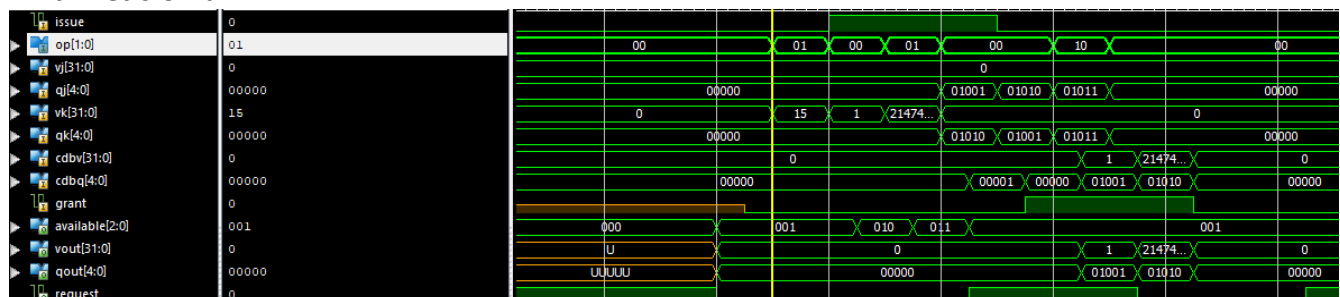 issue 0
op[1:0] 01 00 01 00 01 00 10 00
vj[31:0] 0 0
qj[4:0] 00000 00000 01001 01010 01011 00000
vk[31:0] 15 0 15 1 21474... 0
qk[4:0] 00000 00000 01010 01001 01011 00000
cdbv[31:0] 0 0 1 21474... 0
cdbq[4:0] 00000 00000 00001 00000 01001 01010 00000
grant 0
available[2:0] 001 000 001 010 011 001
vout[31:0] 0 U 0 1 21474... 0
qout[4:0] 00000 UUUUU 00000 01001 01010 00000
request 0